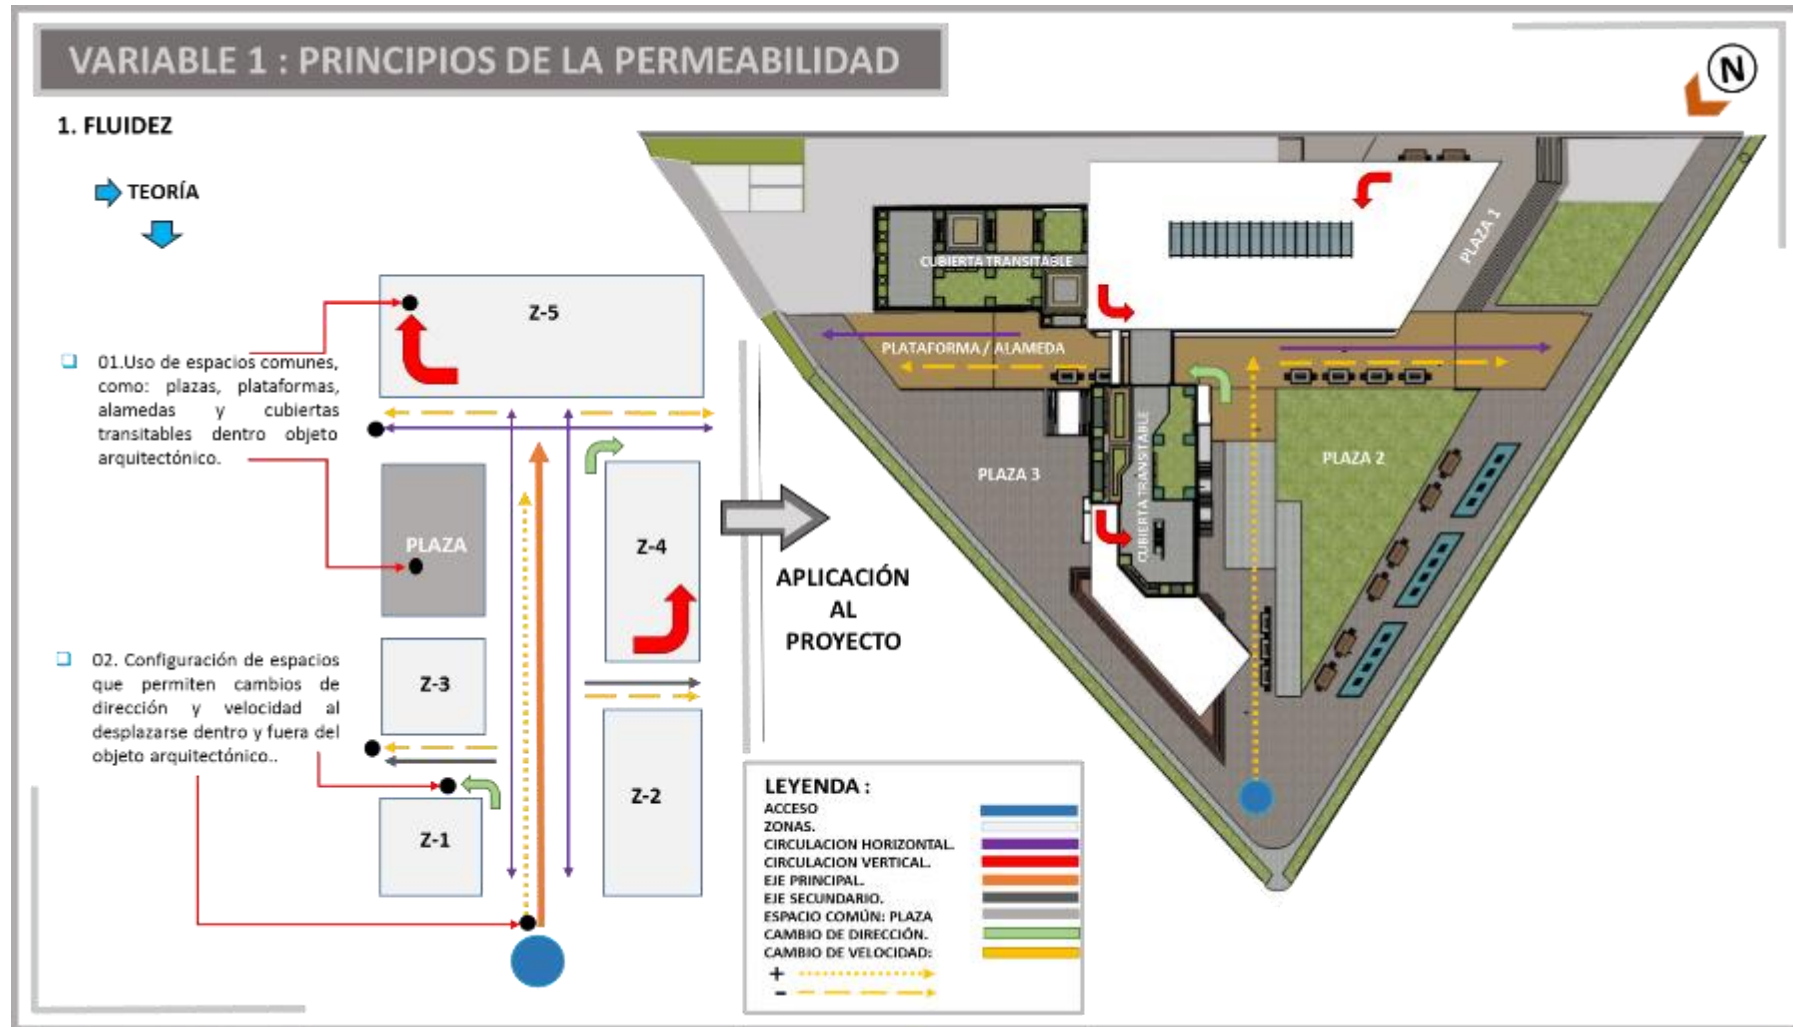 VARIABLE 1 : PRINCIPIOS DE LA PERMEABILIDAD
N
1. FLUIDEZ
TEORÍA
01.Uso de espacios comunes,
como: plazas, plataformas,
alamedas y cubiertas
transitables dentro objeto
arquitectónico.
02. Configuración de espacios
que permiten cambios de
dirección y velocidad al
desplazarse dentro y fuera del
objeto arquitectónico..
Z-5
PLAZA
Z-4
Z-3
Z-2
Z-1
APLICACIÓN
AL
PROYECTO
CUBIERTA TRANSITABLE
PLAZA 1
PLATAFORMA / ALAMEDA
CUBIERTA TRANSITABLE
PLAZA 3
PLAZA 2
LEYENDA :
ACCESO
ZONAS.
CIRCULACION HORIZONTAL.
CIRCULACION VERTICAL.
EJE PRINCIPAL.
EJE SECUNDARIO.
ESPACIO COMÚN: PLAZA
CAMBIO DE DIRECCIÓN.
CAMBIO DE VELOCIDAD:
+
-